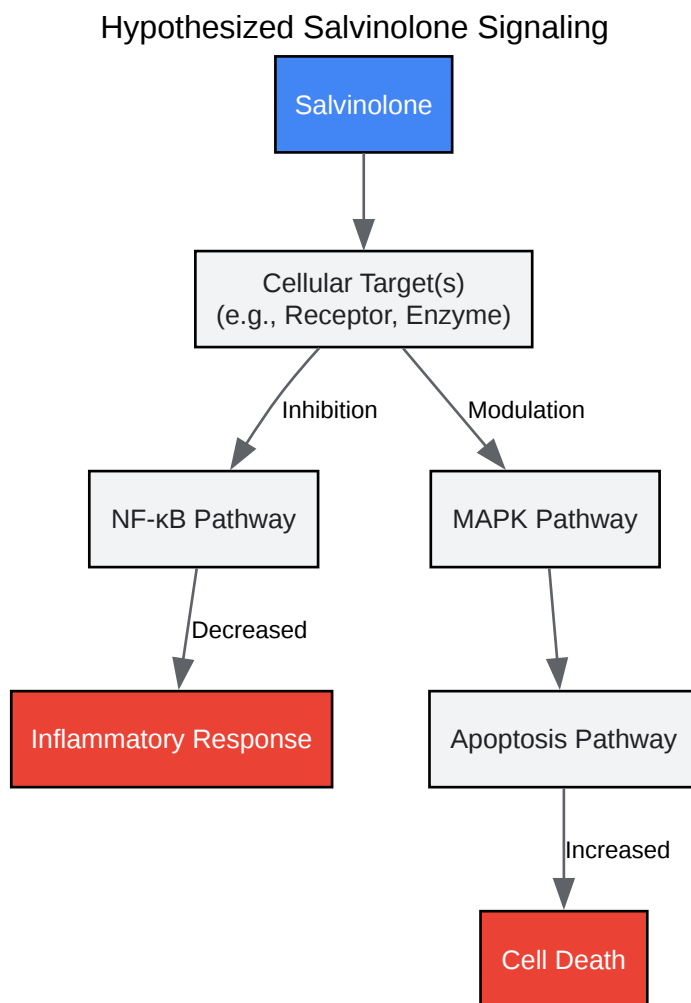 Hypothesized Salvinolone Signaling
Salvinolone
Cellular Target(s)
(e.g., Receptor, Enzyme)
Inhibition
Modulation
NF-κB Pathway
MAPK Pathway
Decreased
Inflammatory Response
Apoptosis Pathway
Increased
Cell Death